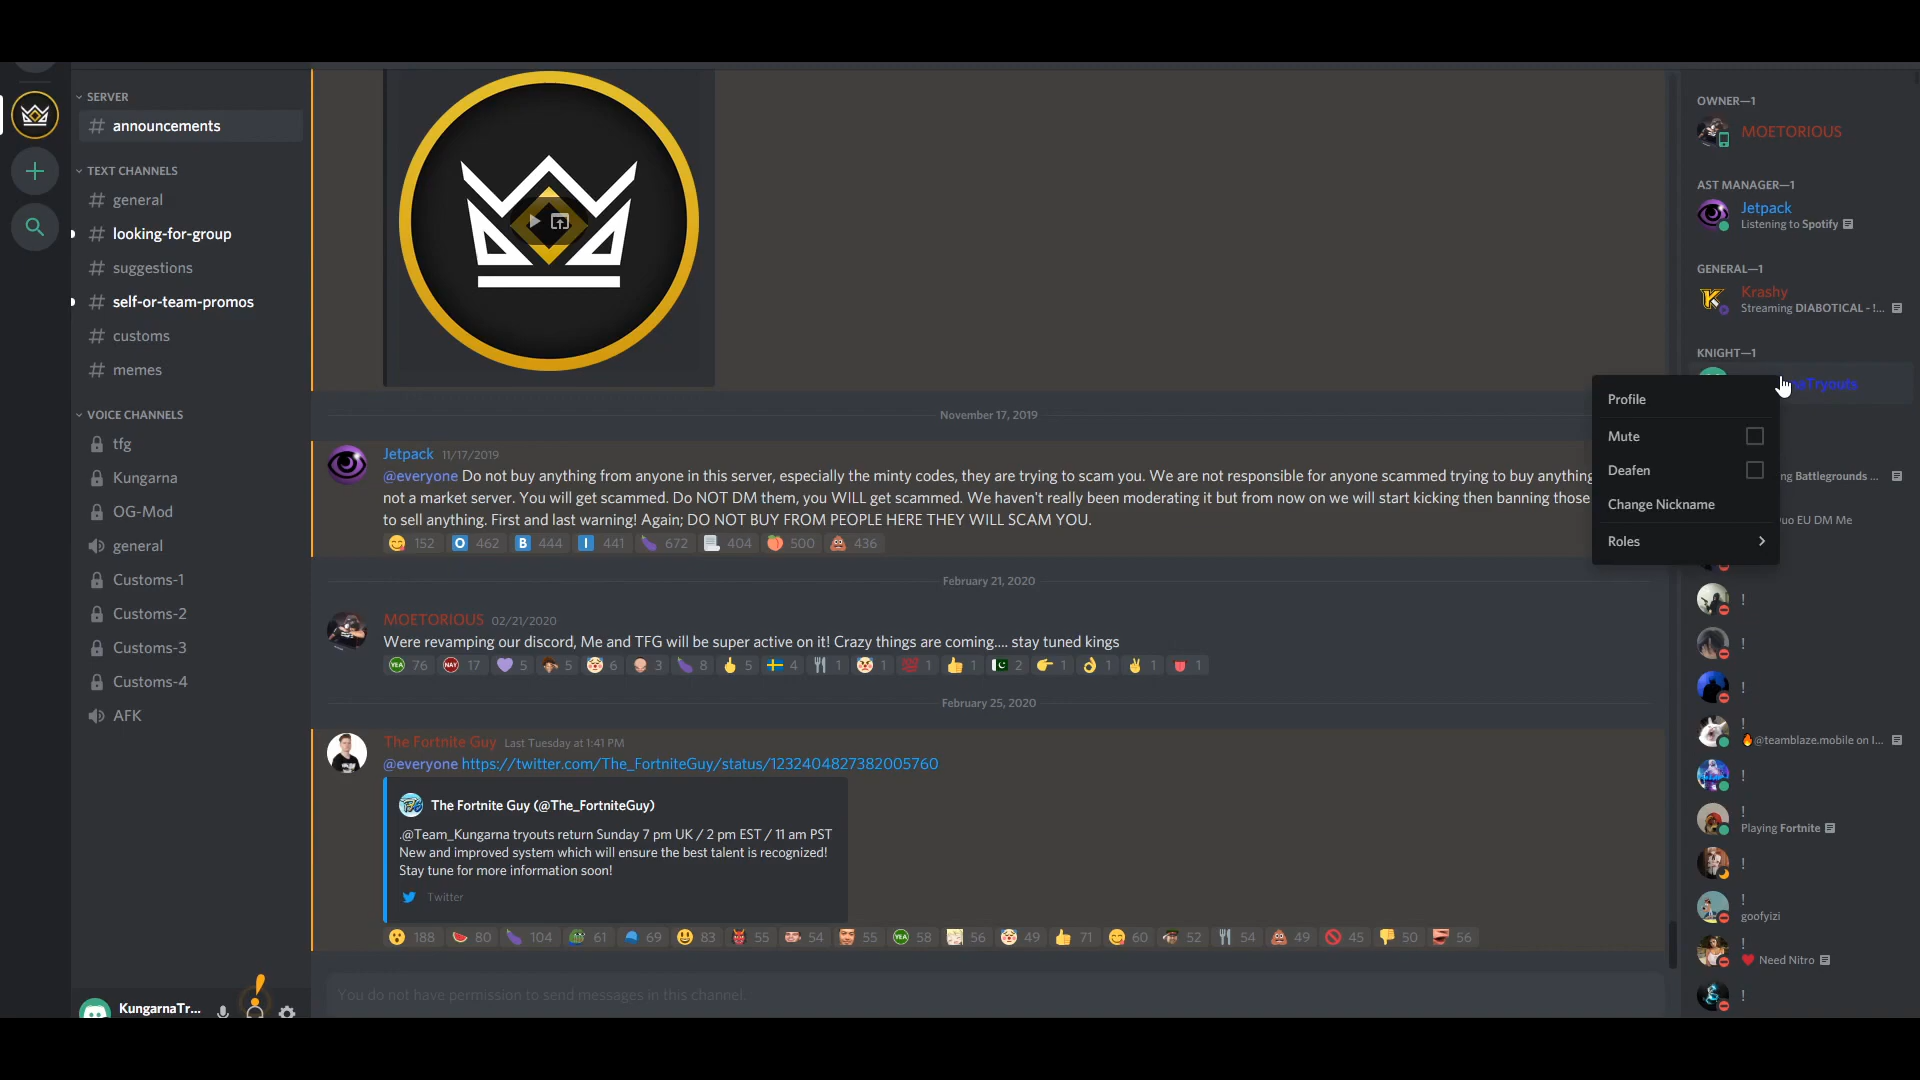 SERVER
announcements
TEXT CHANNELS
general
looking-for-group
suggestions
self-or-team-promos
customs
memes
VOICE CHANNELS
tfg
Kungarna
OG-Mod
general
Customs-1
Customs-2
Customs-3
Customs-4
AFK
KungarnaTr...
November 17, 2019
Jetpack 11/17/2019
@everyone Do not buy anything from anyone in this server, especially the minty codes, they are trying to scam you. We are not responsible for anyone scammed trying to buy anything
not a market server. You will get scammed. Do NOT DM them, you WILL get scammed. We haven't really been moderating it but from now on we will start kicking then banning those
to sell anything. First and last warning! Again; DO NOT BUY FROM PEOPLE HERE THEY WILL SCAM YOU.
152 O 462 B 444 I 441 672 404 500 436
February 21, 2020
MOETORIOUS 02/21/2020
Were revamping our discord, Me and TFG will be super active on it! Crazy things are coming.... stay tuned kings
YEA 76 NAY 17 5 5 6 3 8 5 4 1 1 100 1 1 2 1 1 1 1
February 25, 2020
The Fortnite Guy Last Tuesday at 1:41 PM
@everyone https://twitter.com/The_FortniteGuy/status/1232404827382005760
The Fortnite Guy (@The_FortniteGuy)
.@Team_Kungarna tryouts return Sunday 7 pm UK / 2 pm EST / 11 am PST
New and improved system which will ensure the best talent is recognized!
Stay tune for more information soon!
Twitter
188 80 104 61 69 83 55 54 55 YEA 58 56 49 71 60 52 54 49 45 50 56
You do not have permission to send messages in this channel.
OWNER—1
MOETORIOUS
AST MANAGER—1
Jetpack
Listening to Spotify
GENERAL—1
Krashy
Streaming DIABOTICAL - !...
KNIGHT—1
aTryouts
Profile
Mute
Deafen
Change Nickname
Roles
ng Battlegrounds ...
uo EU DM Me
!
!
!
!
@teamblaze.mobile on I...
!
!
Playing Fortnite
!
!
goofyizi
!
Need Nitro
!